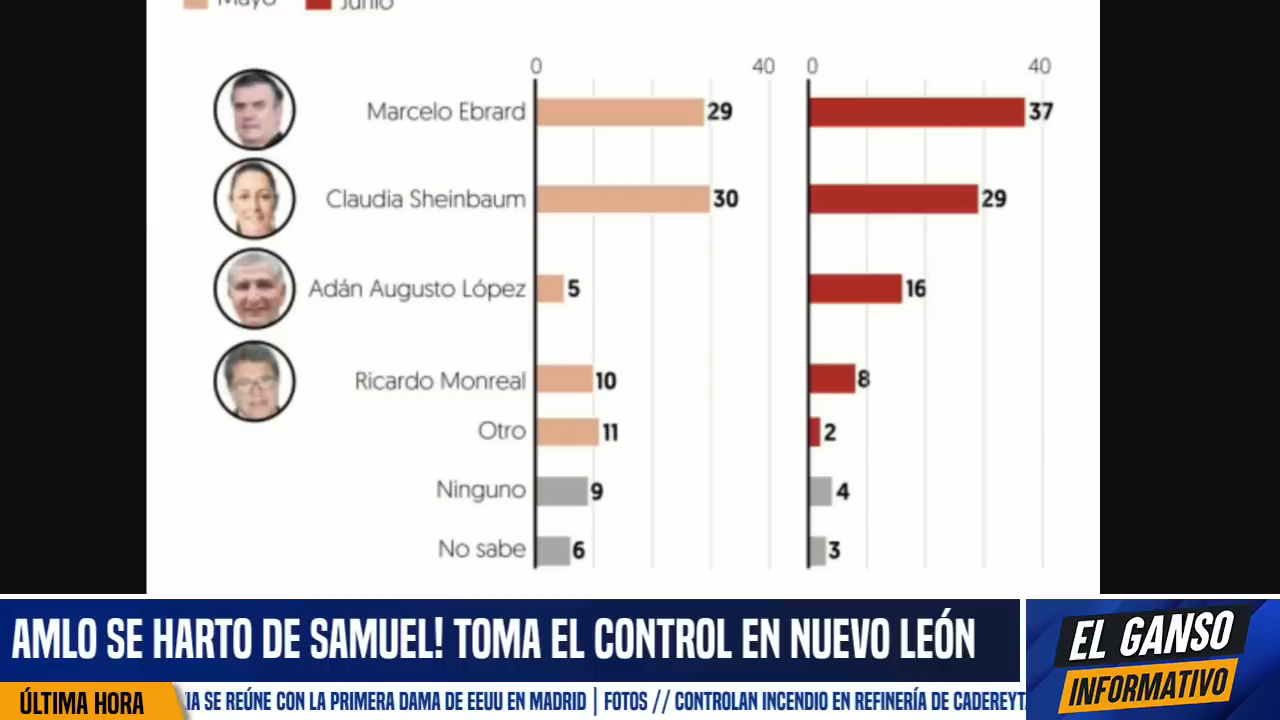 Mayo Junio
0 40 0 40
Marcelo Ebrard 29 37
Claudia Sheinbaum 30 29
Adán Augusto López 5 16
Ricardo Monreal 10 8
Otro 11 2
Ninguno 9 4
No sabe 6 3
AMLO SE HARTO DE SAMUEL! TOMA EL CONTROL EN NUEVO LEÓN
EL GANSO
INFORMATIVO
ÚLTIMA HORA
SE REÚNE CON LA PRIMERA DAMA DE EEUU EN MADRID | FOTOS // CONTROLAN INCENDIO EN REFINERÍA DE CADEREYT